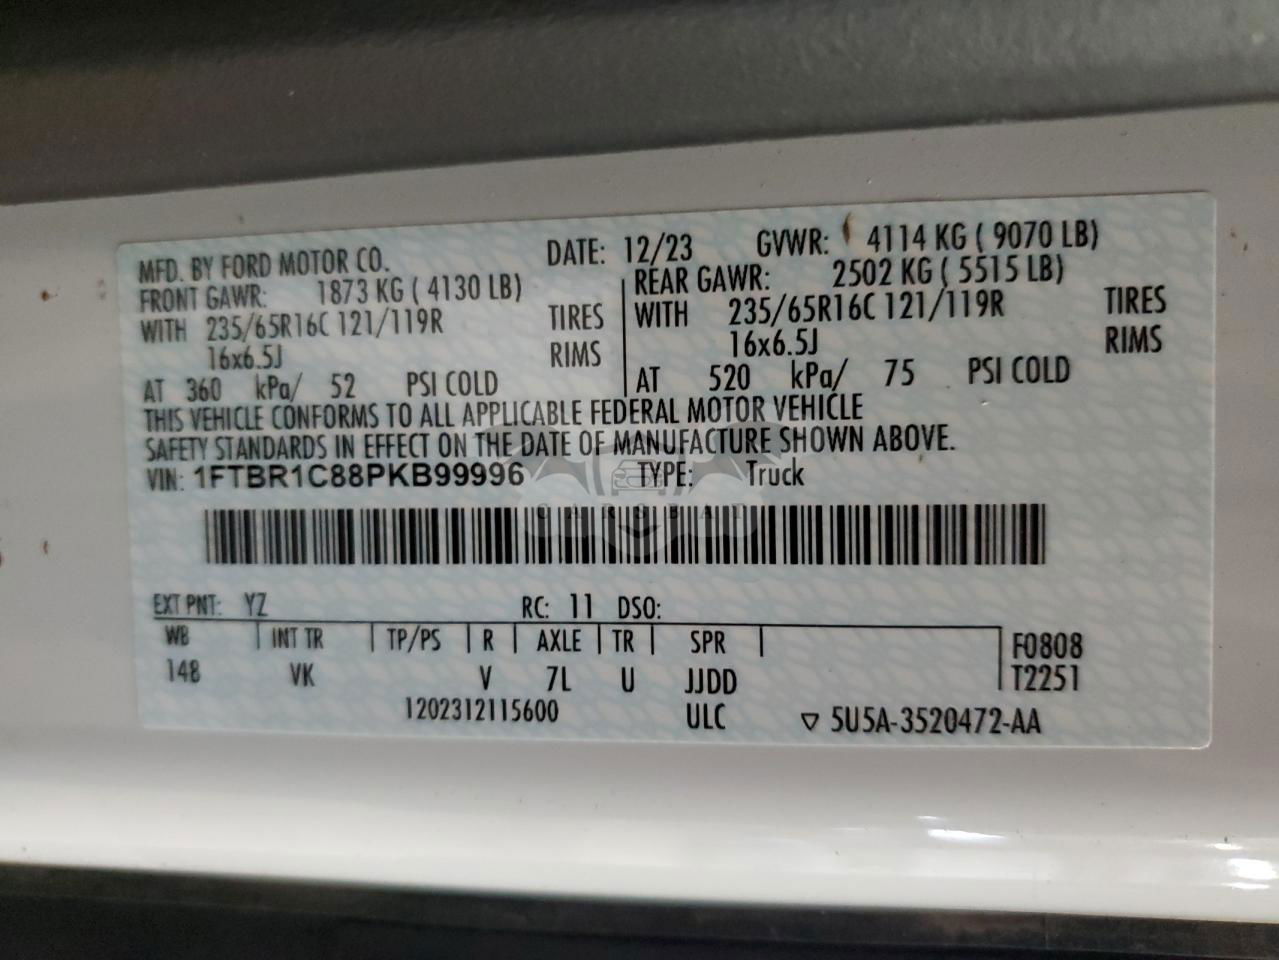 MFD. BY FORD MOTOR CO. DATE: 12/23 GVWR: 4114 KG ( 9070 LB)
FRONT GAWR: 1873 KG ( 4130 LB) REAR GAWR: 2502 KG ( 5515 LB)
WITH 235/65R16C 121/119R TIRES WITH 235/65R16C 121/119R TIRES
16x6.5J RIMS 16x6.5J RIMS
AT 360 kPa/ 52 PSI COLD AT 520 kPa/ 75 PSI COLD
THIS VEHICLE CONFORMS TO ALL APPLICABLE FEDERAL MOTOR VEHICLE
SAFETY STANDARDS IN EFFECT ON THE DATE OF MANUFACTURE SHOWN ABOVE.
VIN: 1FTBR1C88PKB99996 TYPE: Truck
CARSBAT
EXT PNT: YZ RC: 11 DSO:
WB INT TR TP/PS R AXLE TR SPR F0808
148 VK V 7L U JJDD T2251
1202312115600 ULC ▽ 5U5A-3520472-AA